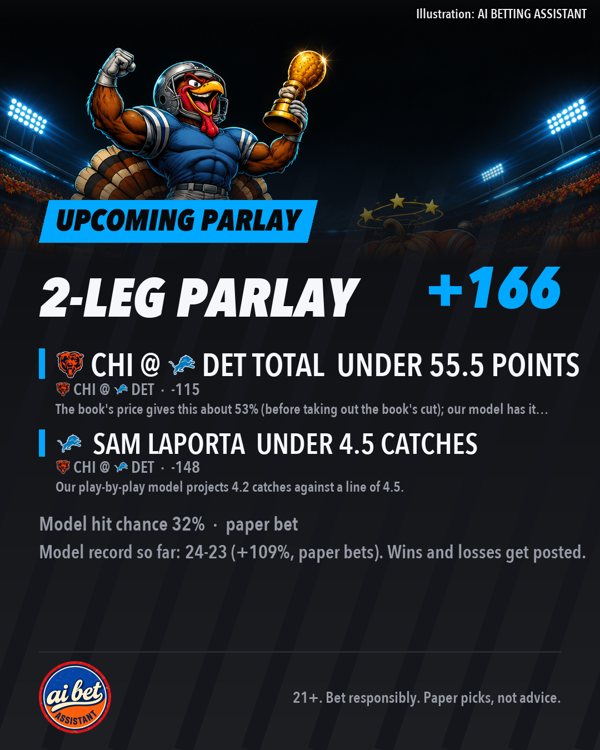 Illustration: AI BETTING ASSISTANT
UPCOMING PARLAY
2-LEG PARLAY
+166
CHI @ DET TOTAL UNDER 55.5 POINTS
CHI @ DET · -115
The book's price gives this about 53% (before taking out the book's cut); our model has it…
SAM LAPORTA UNDER 4.5 CATCHES
CHI @ DET · -148
Our play-by-play model projects 4.2 catches against a line of 4.5.
Model hit chance 32% · paper bet
Model record so far: 24-23 (+109%, paper bets). Wins and losses get posted.
ai bet
ASSISTANT
21+. Bet responsibly. Paper picks, not advice.